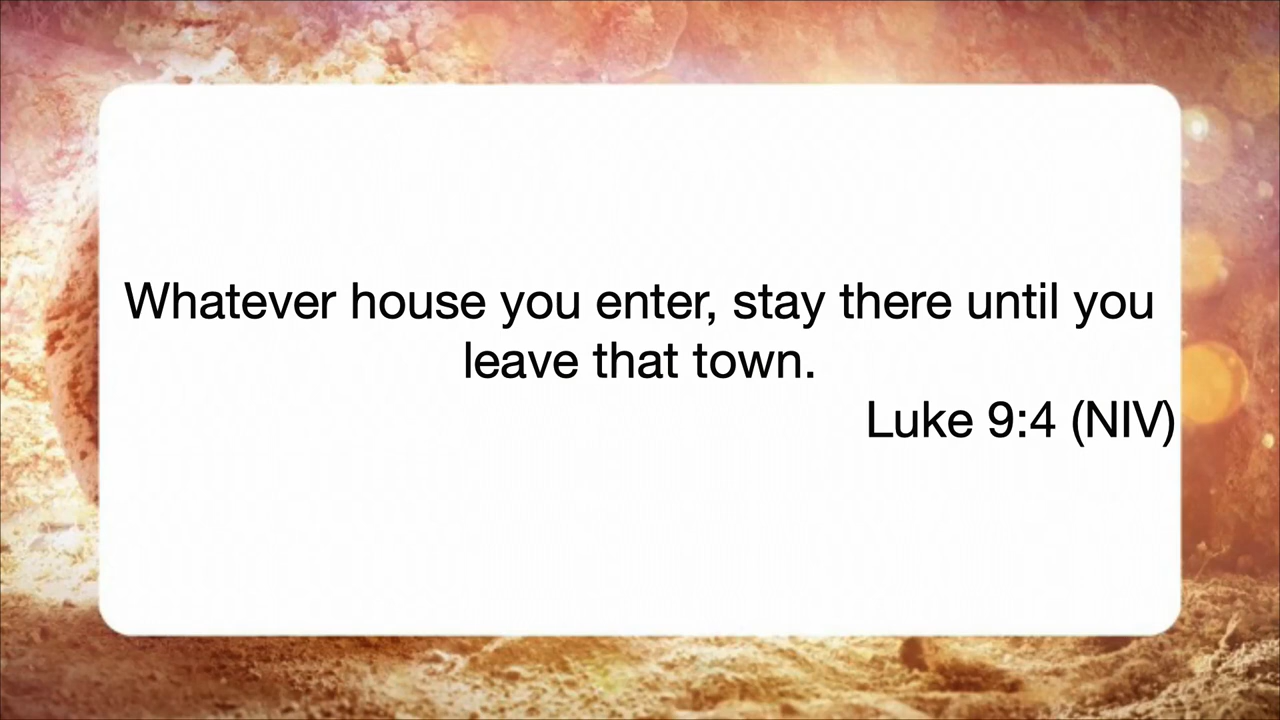 Whatever house you enter, stay there until you
leave that town.
Luke 9:4 (NIV)